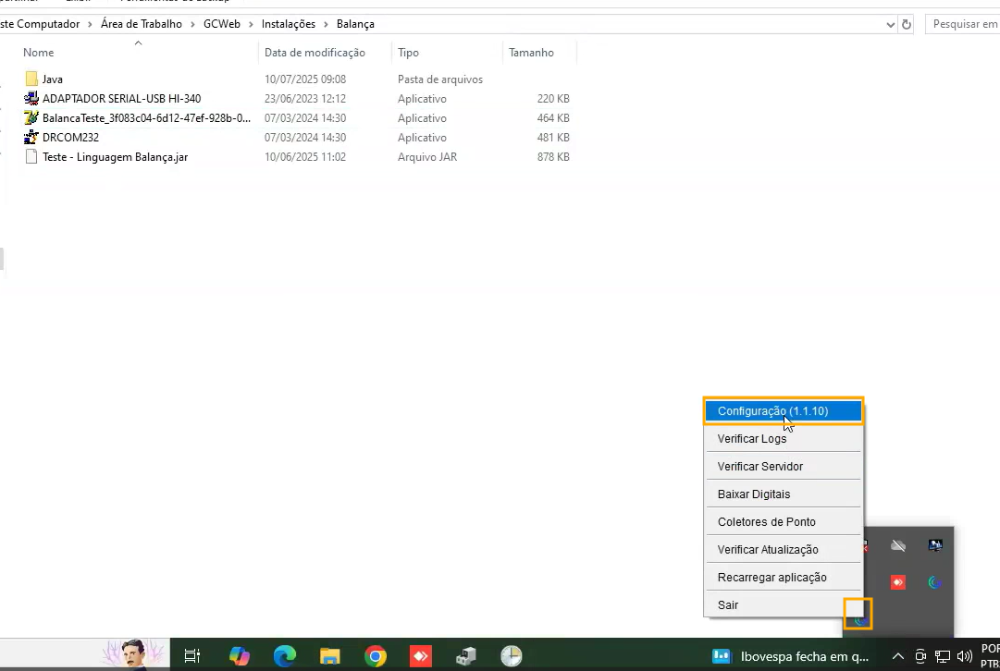 ste Computador > Área de Trabalho > GCWeb > Instalações > Balança
Pesquisar em
Nome Data de modificação Tipo Tamanho
Java 10/07/2025 09:08 Pasta de arquivos
ADAPTADOR SERIAL-USB HI-340 23/06/2023 12:12 Aplicativo 220 KB
BalancaTeste_3f083c04-6d12-47ef-928b-0... 07/03/2024 14:30 Aplicativo 464 KB
DRCOM232 07/03/2024 14:30 Aplicativo 481 KB
Teste - Linguagem Balança.jar 10/06/2025 11:02 Arquivo JAR 878 KB
Configuração (1.1.10)
Verificar Logs
Verificar Servidor
Baixar Digitais
Coletores de Ponto
Verificar Atualização
Recarregar aplicação
Sair
Ibovespa fecha em q...
POR
PTR